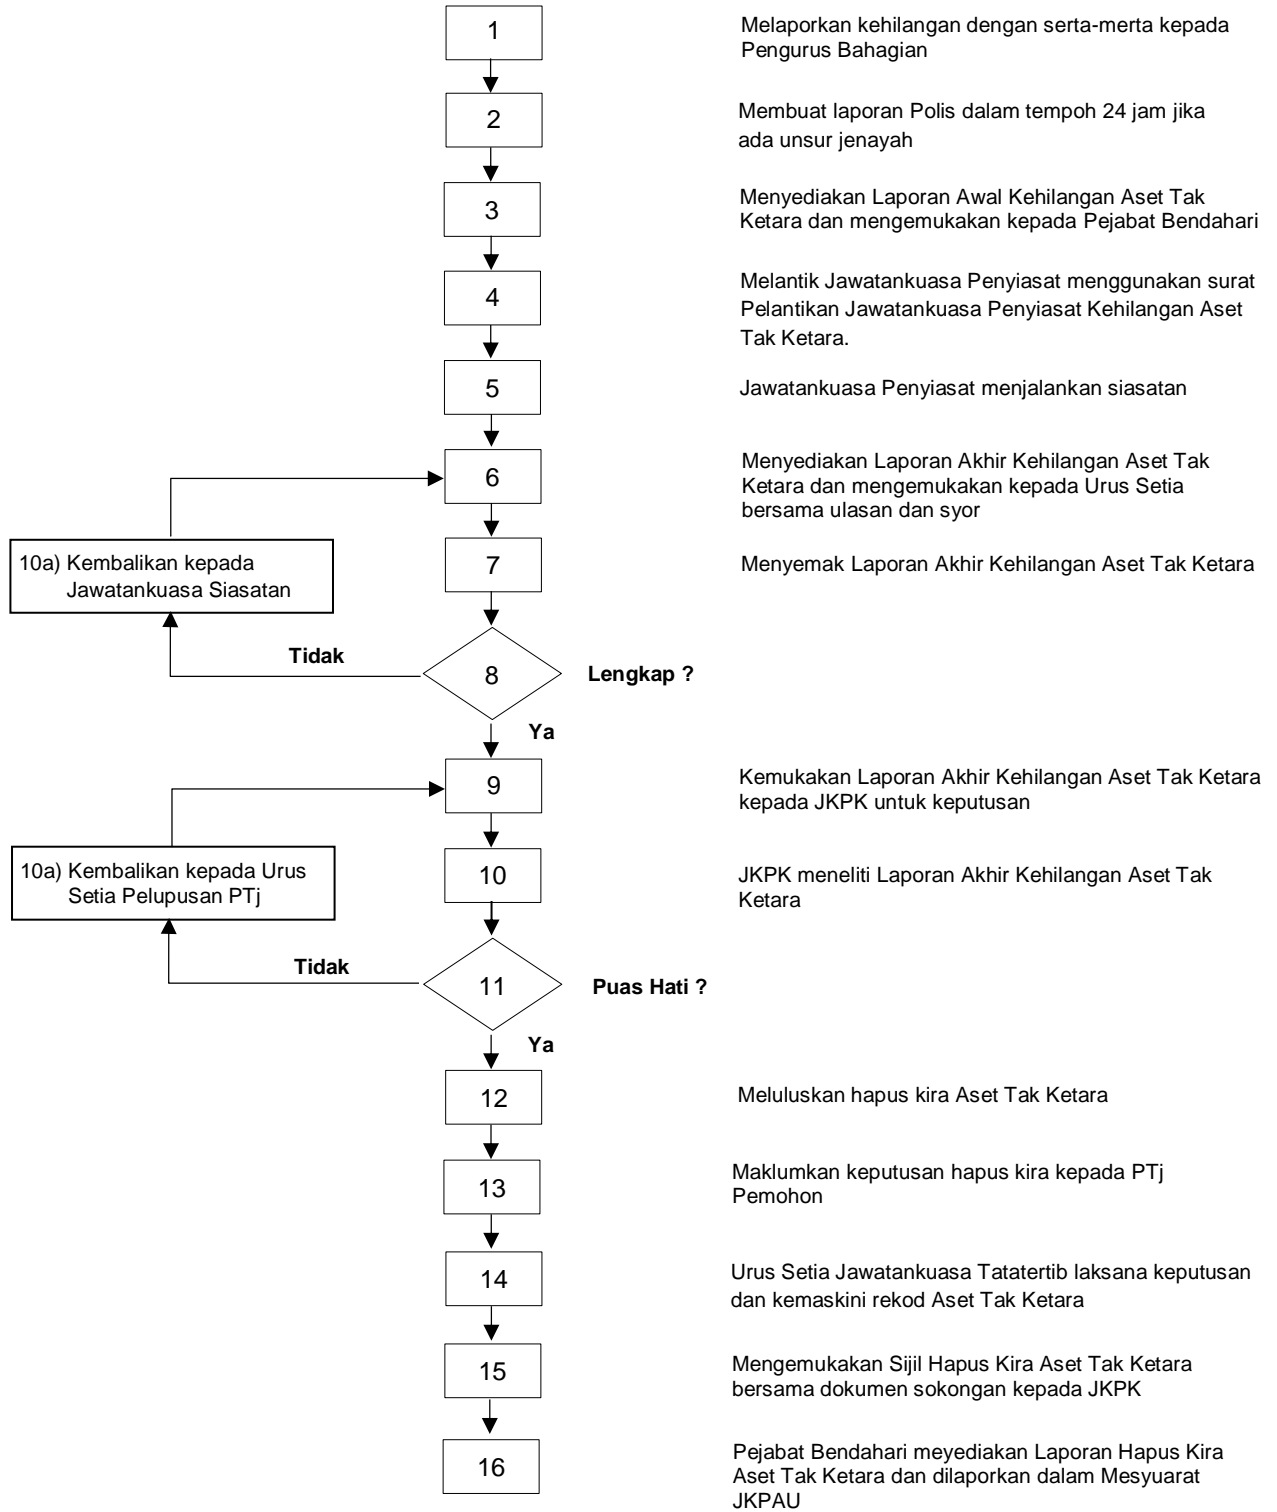 1
Melaporkan kehilangan dengan serta-merta kepada
Pengurus Bahagian
2
Membuat laporan Polis dalam tempoh 24 jam jika
ada unsur jenayah
3
Menyediakan Laporan Awal Kehilangan Aset Tak
Ketara dan mengemukakan kepada Pejabat Bendahari
4
Melantik Jawatankuasa Penyiasat menggunakan surat
Pelantikan Jawatankuasa Penyiasat Kehilangan Aset
Tak Ketara.
5
Jawatankuasa Penyiasat menjalankan siasatan
6
Menyediakan Laporan Akhir Kehilangan Aset Tak
Ketara dan mengemukakan kepada Urus Setia
bersama ulasan dan syor
10a) Kembalikan kepada
Jawatankuasa Siasatan
7
Menyemak Laporan Akhir Kehilangan Aset Tak Ketara
Tidak
8
Lengkap ?
Ya
9
Kemukakan Laporan Akhir Kehilangan Aset Tak Ketara
kepada JKPK untuk keputusan
10a) Kembalikan kepada Urus
Setia Pelupusan PTj
10
JKPK meneliti Laporan Akhir Kehilangan Aset Tak
Ketara
Tidak
11
Puas Hati ?
Ya
12
Meluluskan hapus kira Aset Tak Ketara
13
Maklumkan keputusan hapus kira kepada PTj
Pemohon
14
Urus Setia Jawatankuasa Tatatertib laksana keputusan
dan kemaskini rekod Aset Tak Ketara
15
Mengemukakan Sijil Hapus Kira Aset Tak Ketara
bersama dokumen sokongan kepada JKPK
16
Pejabat Bendahari meyediakan Laporan Hapus Kira
Aset Tak Ketara dan dilaporkan dalam Mesyuarat
JKPAU